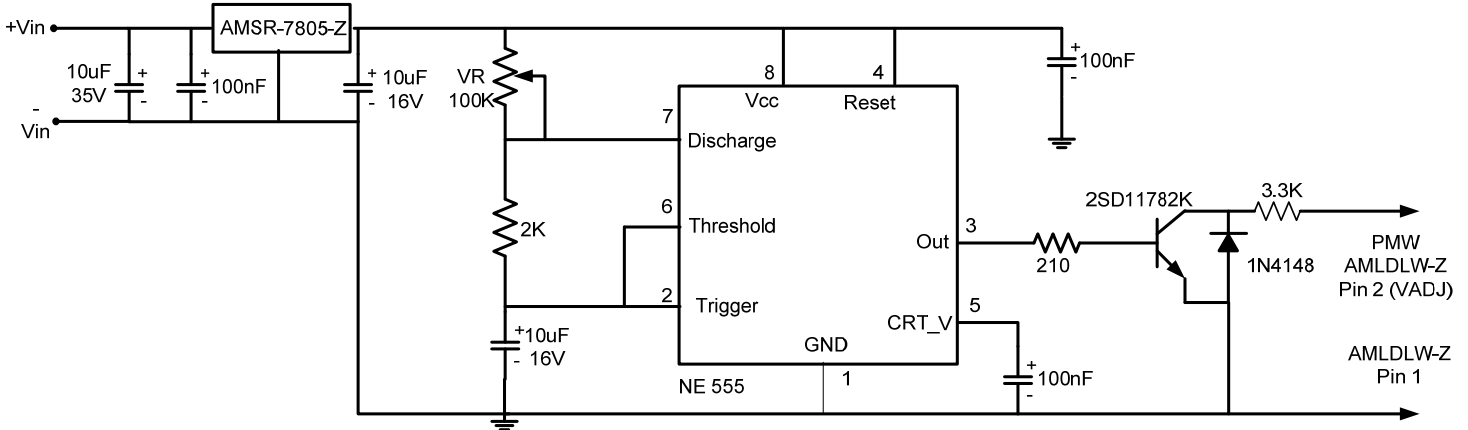 +Vin
AMSR-7805-Z
10uF
35V
+
-
+
-
100nF
+
-
10uF
16V
-
Vin
VR
100K
8
Vcc
4
Reset
+
-
100nF
7
Discharge
2K
6
Threshold
2
Trigger
+
-
10uF
16V
3
Out
5
CRT_V
GND
1
NE 555
+
-
100nF
210
2SD11782K
1N4148
3.3K
PMW
AMLDLW-Z
Pin 2 (VADJ)
AMLDLW-Z
Pin 1